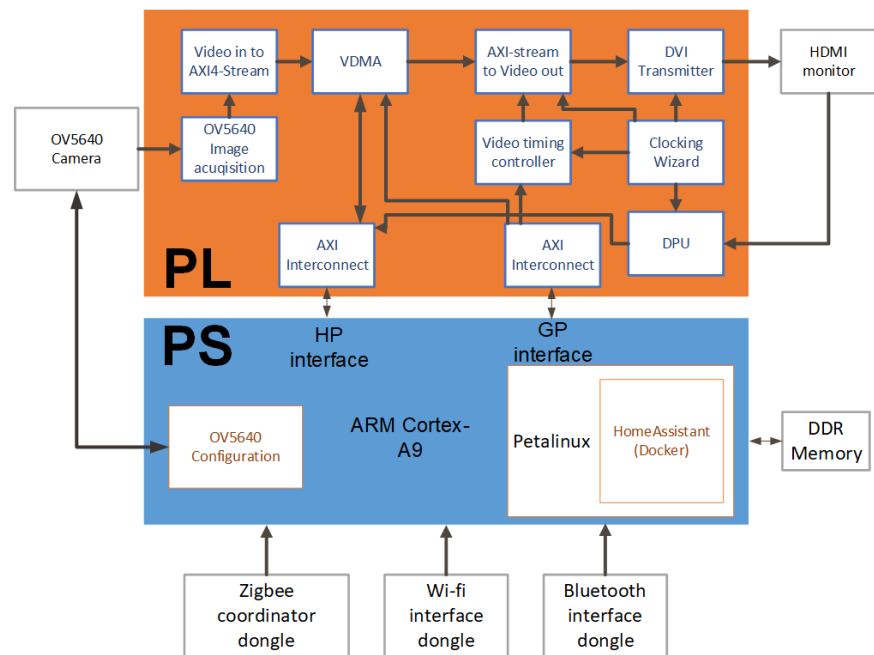 Video in to
AXI4-Stream
VDMA
AXI-stream
to Video out
DVI
Transmitter
HDMI
monitor
OV5640
Camera
OV5640
Image
acuqisition
Video timing
controller
Clocking
Wizard
AXI
Interconnect
AXI
Interconnect
DPU
PL
PS
HP
interface
GP
interface
OV5640
Configuration
ARM Cortex-
A9
Petalinux
HomeAssistant
(Docker)
DDR
Memory
Zigbee
coordinator
dongle
Wi-fi
interface
dongle
Bluetooth
interface
dongle